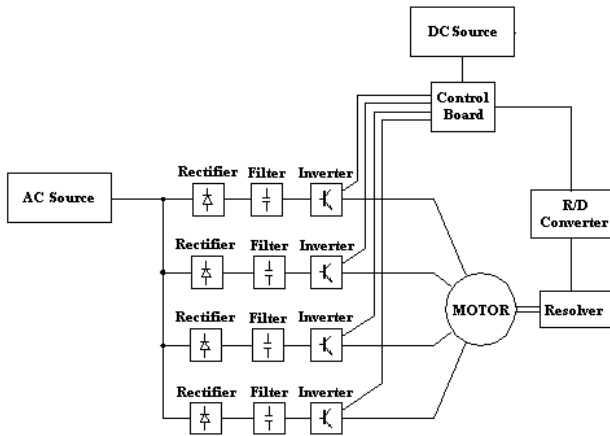 DC Source
Control
Board
Rectifier Filter Inverter
AC Source
R/D
Converter
Rectifier Filter Inverter
MOTOR
Resolver
Rectifier Filter Inverter
Rectifier Filter Inverter